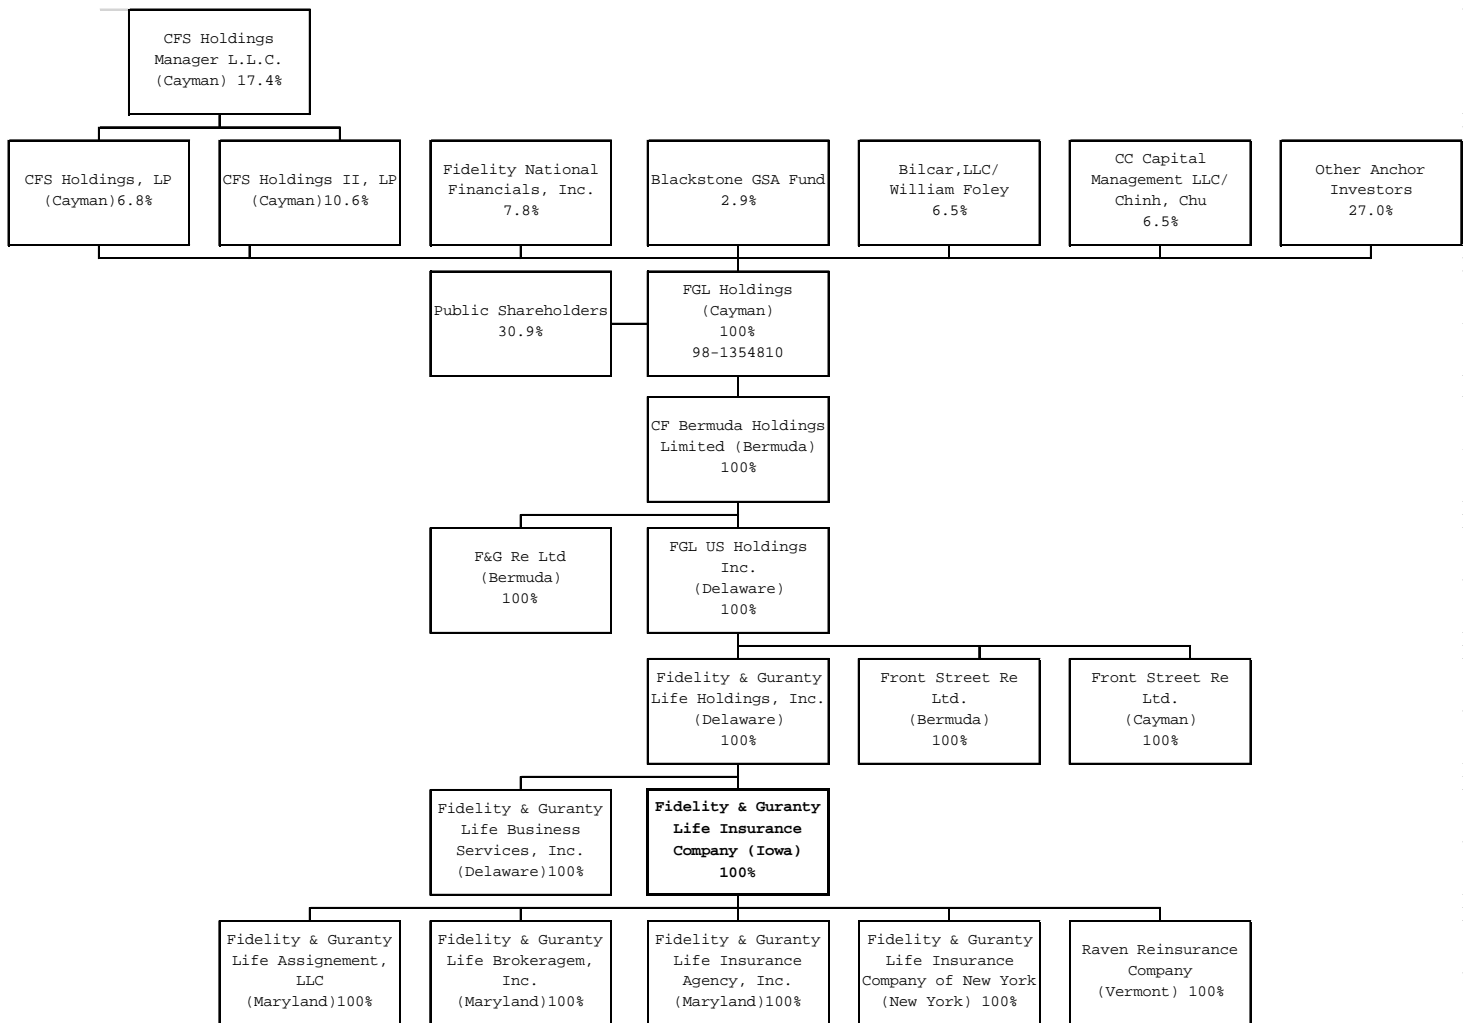 CFS Holdings
Manager L.L.C.
(Cayman) 17.4%
CFS Holdings, LP
(Cayman)6.8%
CFS Holdings II, LP
(Cayman)10.6%
Fidelity National
Financials, Inc.
7.8%
Blackstone GSA Fund
2.9%
Bilcar,LLC/
William Foley
6.5%
CC Capital
Management LLC/
Chinh, Chu
6.5%
Other Anchor
Investors
27.0%
Public Shareholders
30.9%
FGL Holdings
(Cayman)
100%
98-1354810
CF Bermuda Holdings
Limited (Bermuda)
100%
F&G Re Ltd
(Bermuda)
100%
FGL US Holdings
Inc.
(Delaware)
100%
Fidelity & Guranty
Life Holdings, Inc.
(Delaware)
100%
Front Street Re
Ltd.
(Bermuda)
100%
Front Street Re
Ltd.
(Cayman)
100%
Fidelity & Guranty
Life Business
Services, Inc.
(Delaware)100%
Fidelity & Guranty
Life Insurance
Company (Iowa)
100%
Fidelity & Guranty
Life Assignement,
LLC
(Maryland)100%
Fidelity & Guranty
Life Brokeragem,
Inc.
(Maryland)100%
Fidelity & Guranty
Life Insurance
Agency, Inc.
(Maryland)100%
Fidelity & Guranty
Life Insurance
Company of New York
(New York) 100%
Raven Reinsurance
Company
(Vermont) 100%